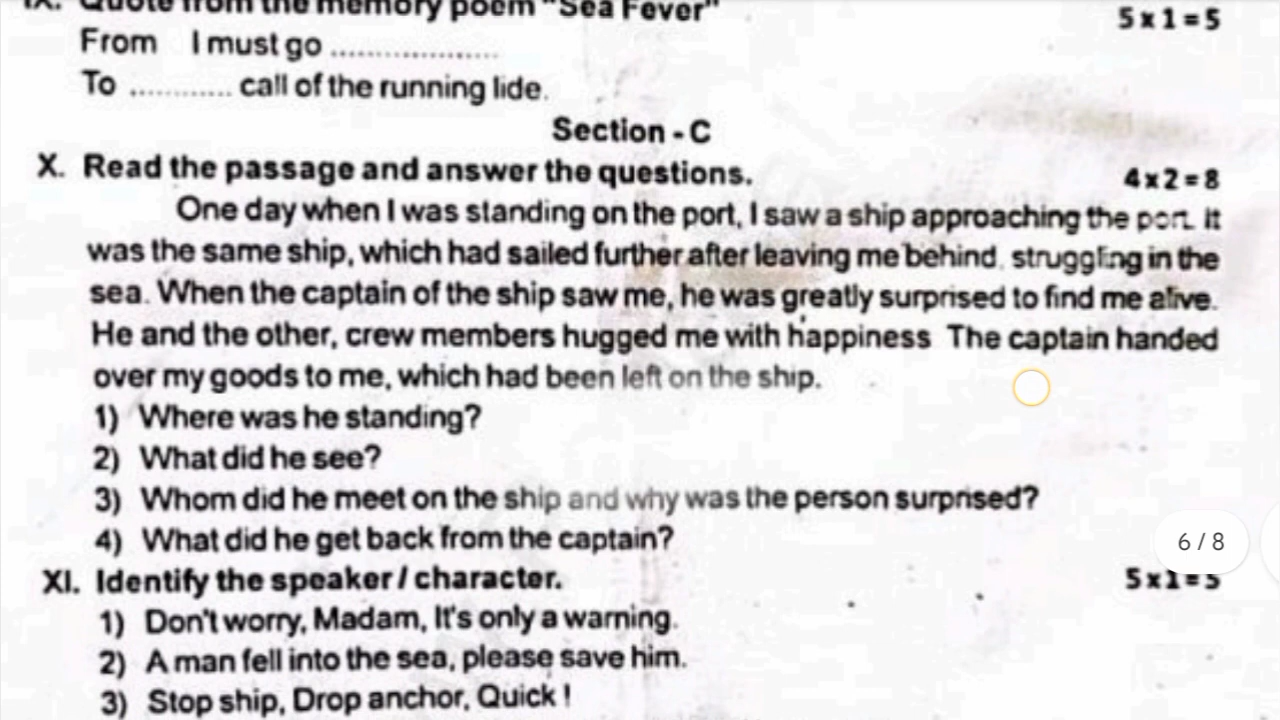 IX. Quote from the memory poem "Sea Fever" 5 x 1 = 5
From I must go ...................
To ............ call of the running lide.
Section - C
X. Read the passage and answer the questions. 4 x 2 = 8
One day when I was standing on the port, I saw a ship approaching the port. It
was the same ship, which had sailed further after leaving me behind, struggling in the
sea. When the captain of the ship saw me, he was greatly surprised to find me alive.
He and the other, crew members hugged me with happiness The captain handed
over my goods to me, which had been left on the ship.
1) Where was he standing?
2) What did he see?
3) Whom did he meet on the ship and why was the person surprised?
4) What did he get back from the captain?
6 / 8
XI. Identify the speaker / character. 5 x 1 = 5
1) Don't worry, Madam, It's only a warning.
2) A man fell into the sea, please save him.
3) Stop ship, Drop anchor, Quick !